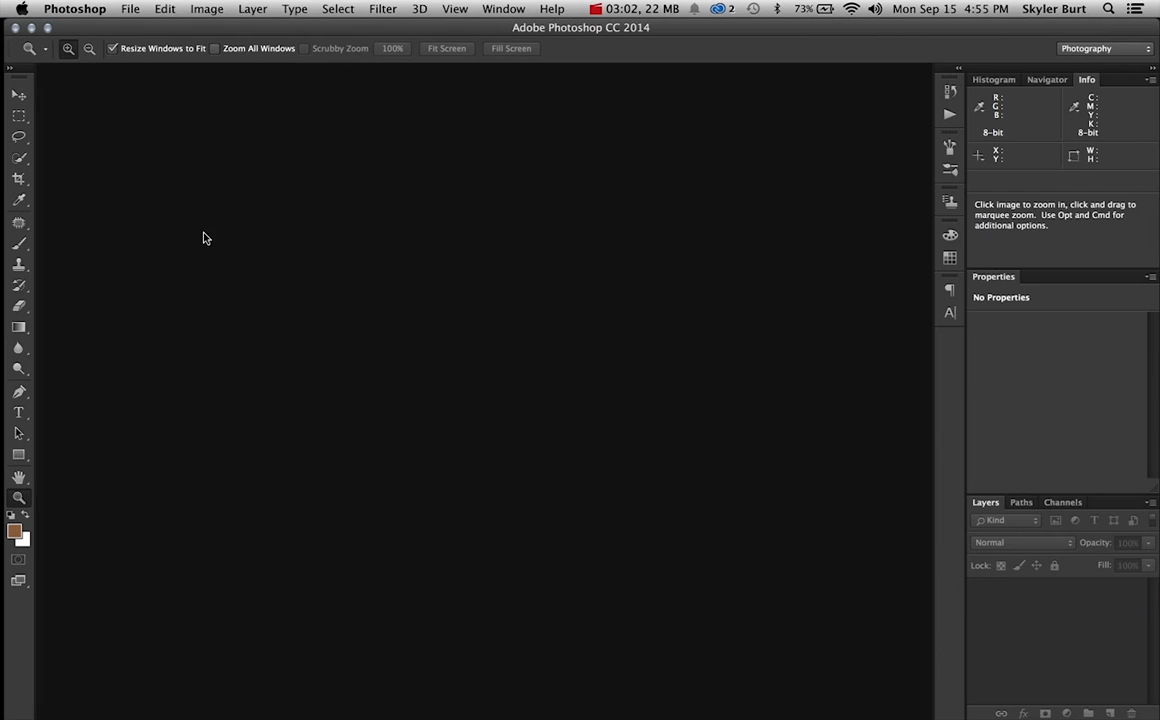 Photoshop File Edit Image Layer Type Select Filter 3D View Window Help 03:02, 22 MB 2 73% Mon Sep 15 4:55 PM Skyler Burt
Adobe Photoshop CC 2014
Resize Windows to Fit Zoom All Windows Scrubby Zoom 100% Fit Screen Fill Screen Photography
Histogram Navigator Info
R: C:
G: M:
B: Y:
K:
8-bit 8-bit
X: W:
Y: H:
Click image to zoom in, click and drag to
marquee zoom. Use Opt and Cmd for
additional options.
Properties
No Properties
Layers Paths Channels
Kind T
Normal Opacity: 100%
Lock: Fill: 100%
T
A
fx